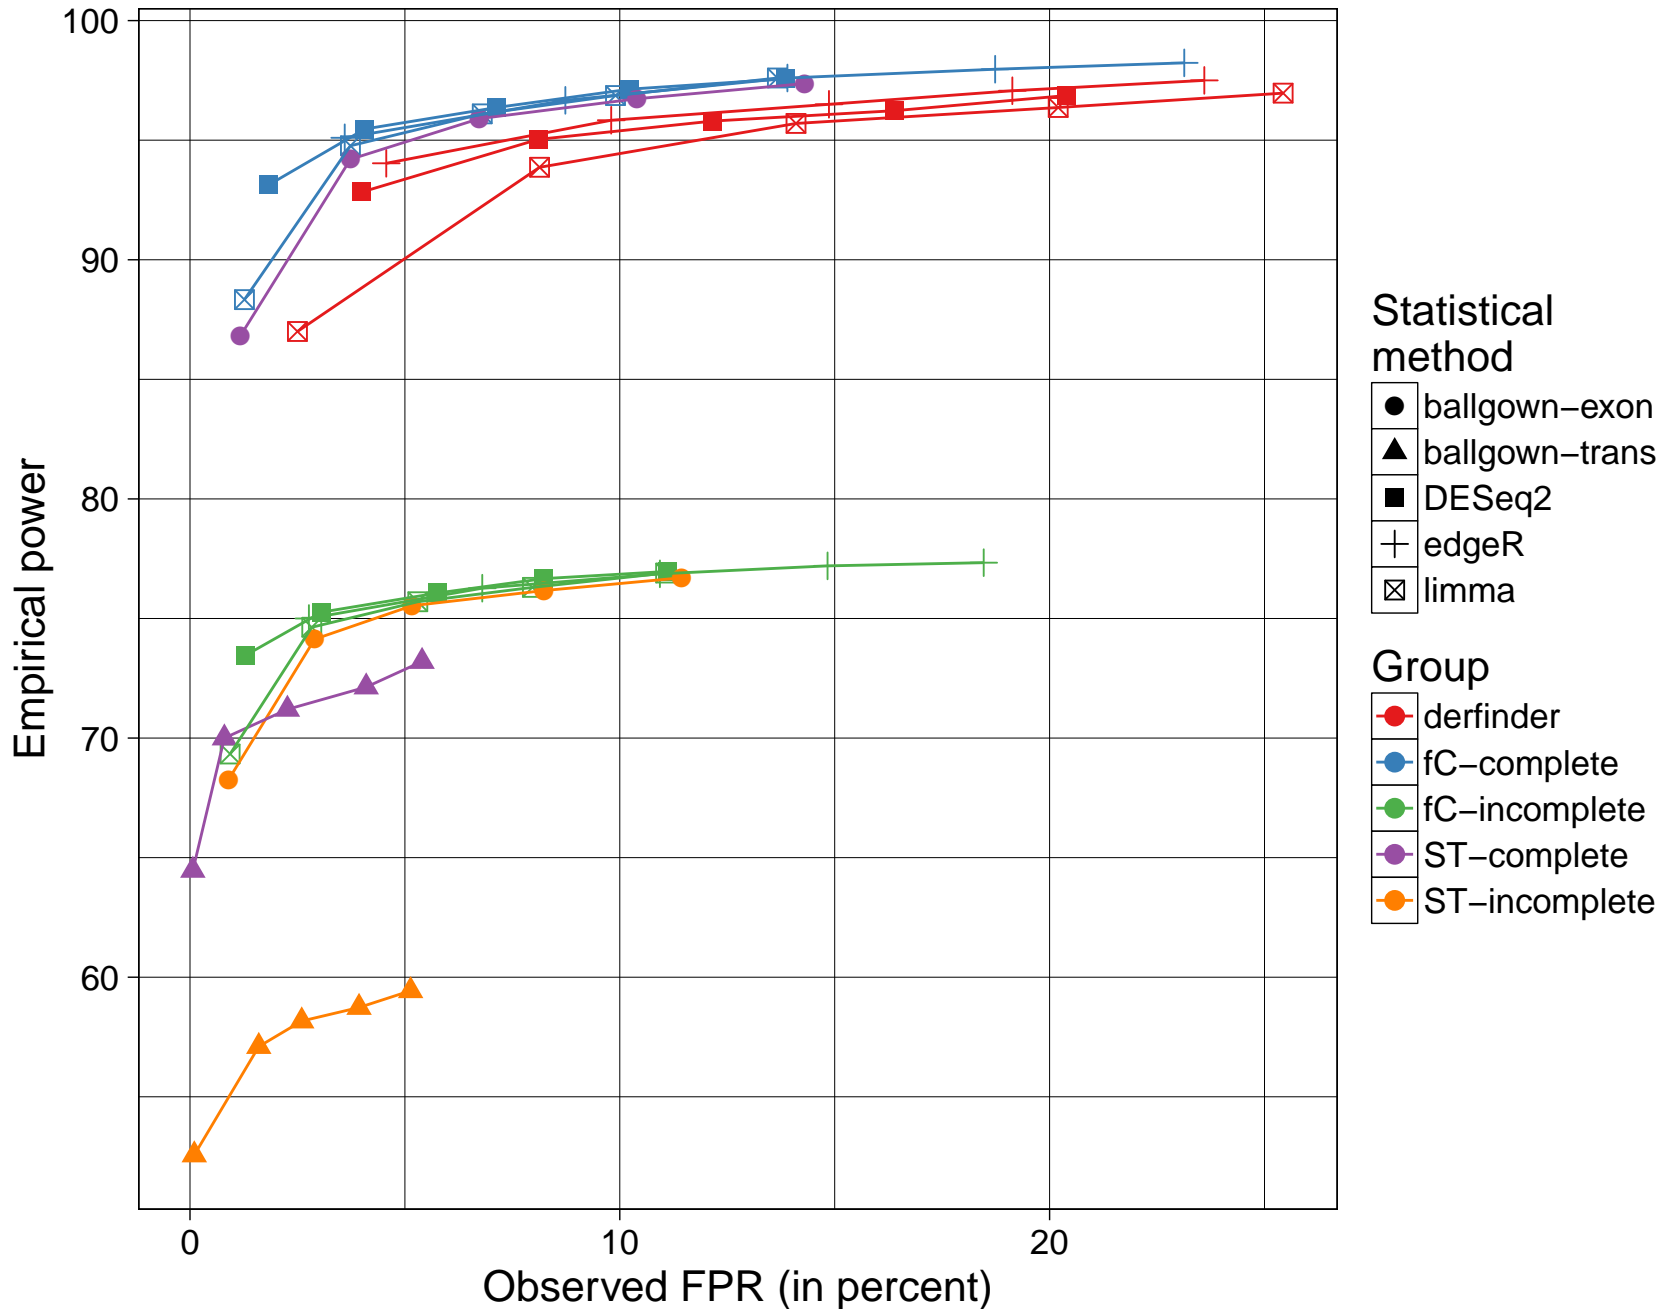 100
90
80
70
60
Empirical power
0
10
20
Observed FPR (in percent)
Statistical
method
ballgown−exon
ballgown−trans
DESeq2
edgeR
limma
Group
derfinder
fC−complete
fC−incomplete
ST−complete
ST−incomplete